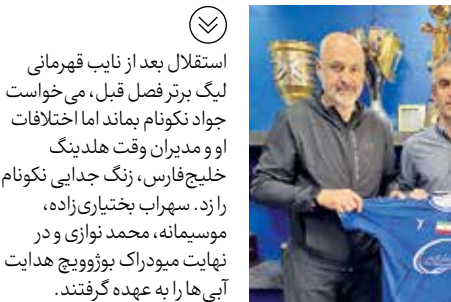 استقلال بعد از نایب قهرمانی
لیگ برتر فصل قبل، می‌خواست
جواد نکونام بماند اما اختلافات
او و مدیران وقت هلدینگ
خلیج‌فارس، زنگ جدایی نکونام
را زد. سهراب بختیاری‌زاده،
موسیمانه، محمد نوازی و در
نهایت میودراگ بوژوویچ هدایت
آبی‌ها را به عهده گرفتند.